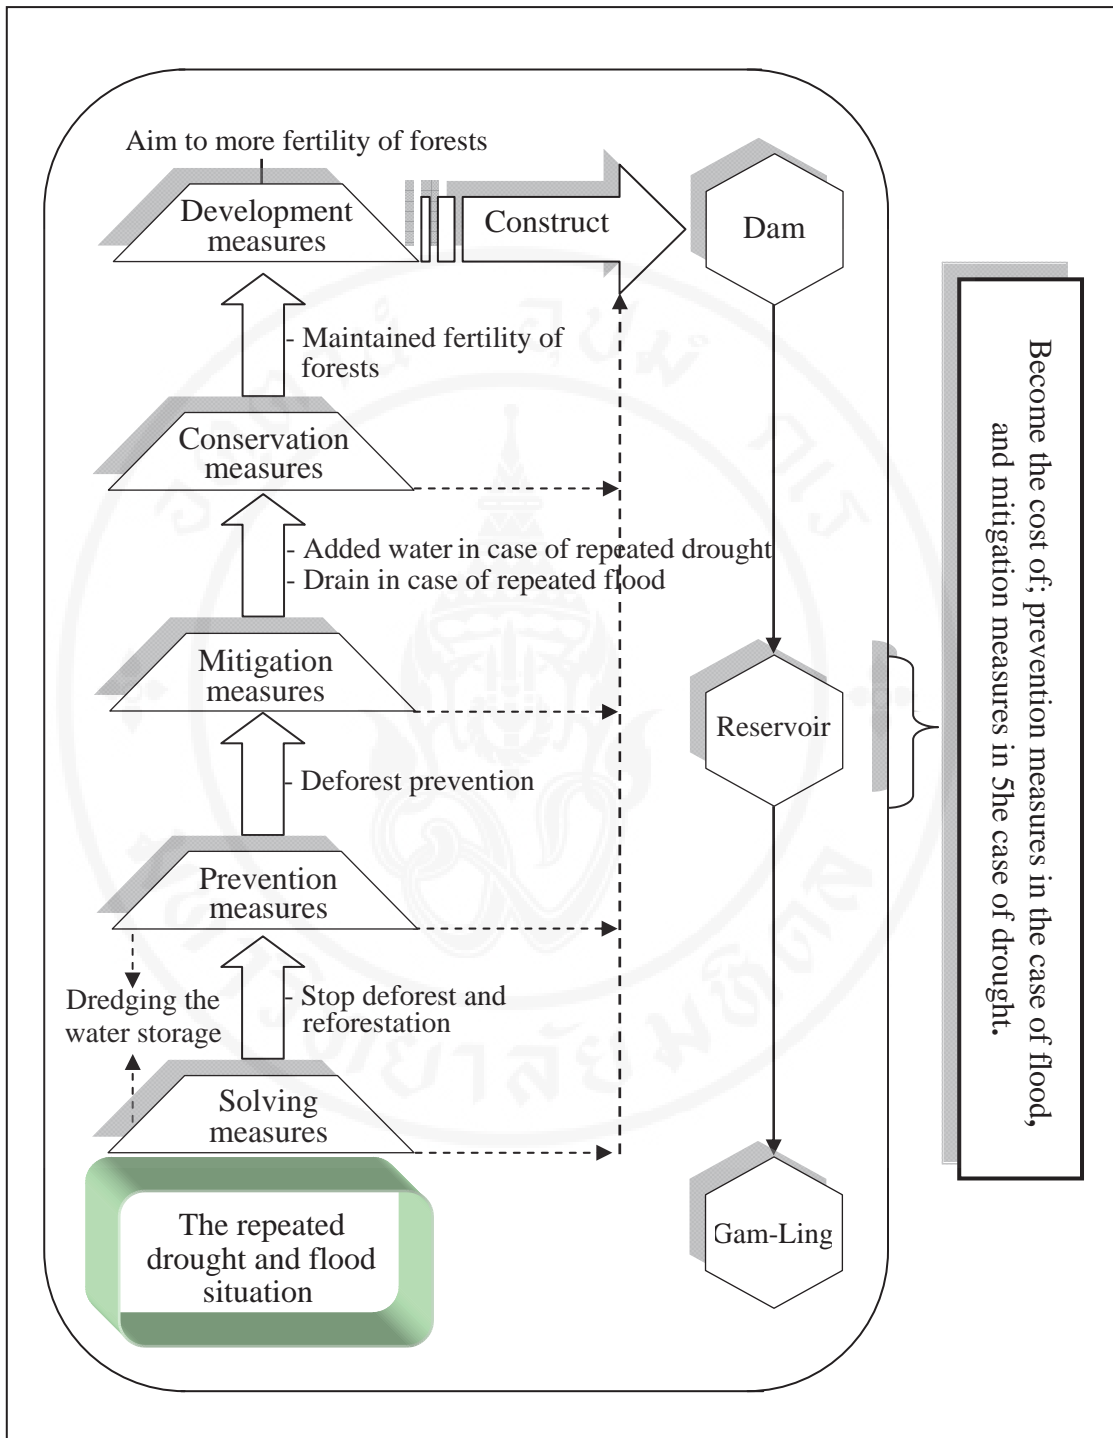 Aim to more fertility of forests
Development
measures
Construct
Dam
- Maintained fertility of
forests
Conservation
measures
- Added water in case of repeated drought
- Drain in case of repeated flood
Mitigation
measures
Reservoir
- Deforest prevention
Prevention
measures
Dredging the
water storage
- Stop deforest and
reforestation
Solving
measures
The repeated
drought and flood
situation
Gam-Ling
Become the cost of; prevention measures in the case of flood,
and mitigation measures in 5he case of drought.